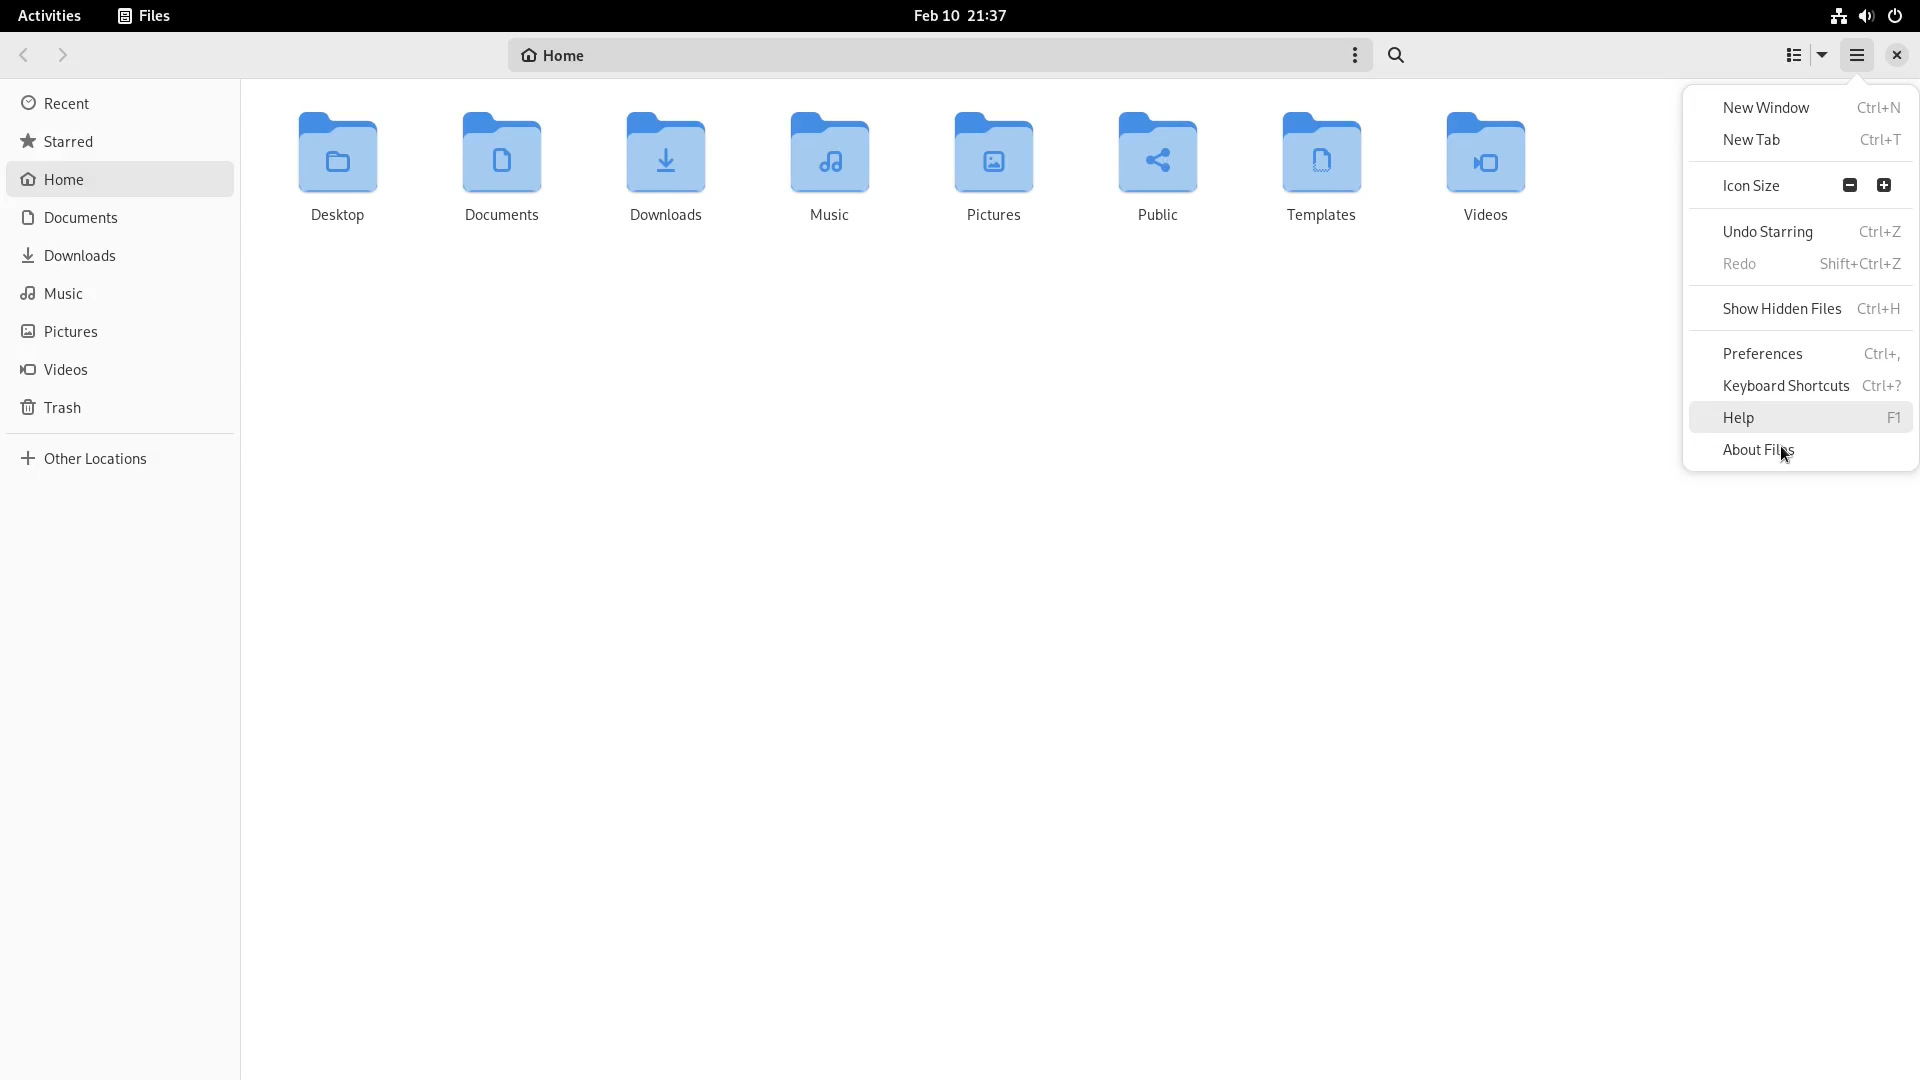 Activities Files Feb 10 21:37
Home
Recent
Starred
Home
Documents
Downloads
Music
Pictures
Videos
Trash
Other Locations
Desktop Documents Downloads Music Pictures Public Templates Videos
New Window Ctrl+N
New Tab Ctrl+T
Icon Size
Undo Starring Ctrl+Z
Redo Shift+Ctrl+Z
Show Hidden Files Ctrl+H
Preferences Ctrl+,
Keyboard Shortcuts Ctrl+?
Help F1
About Files